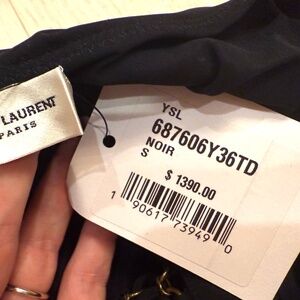 LAURENT
PARIS
YSL
687606Y36TD
NOIR
S
$ 1390.00
1 90617 73949 0